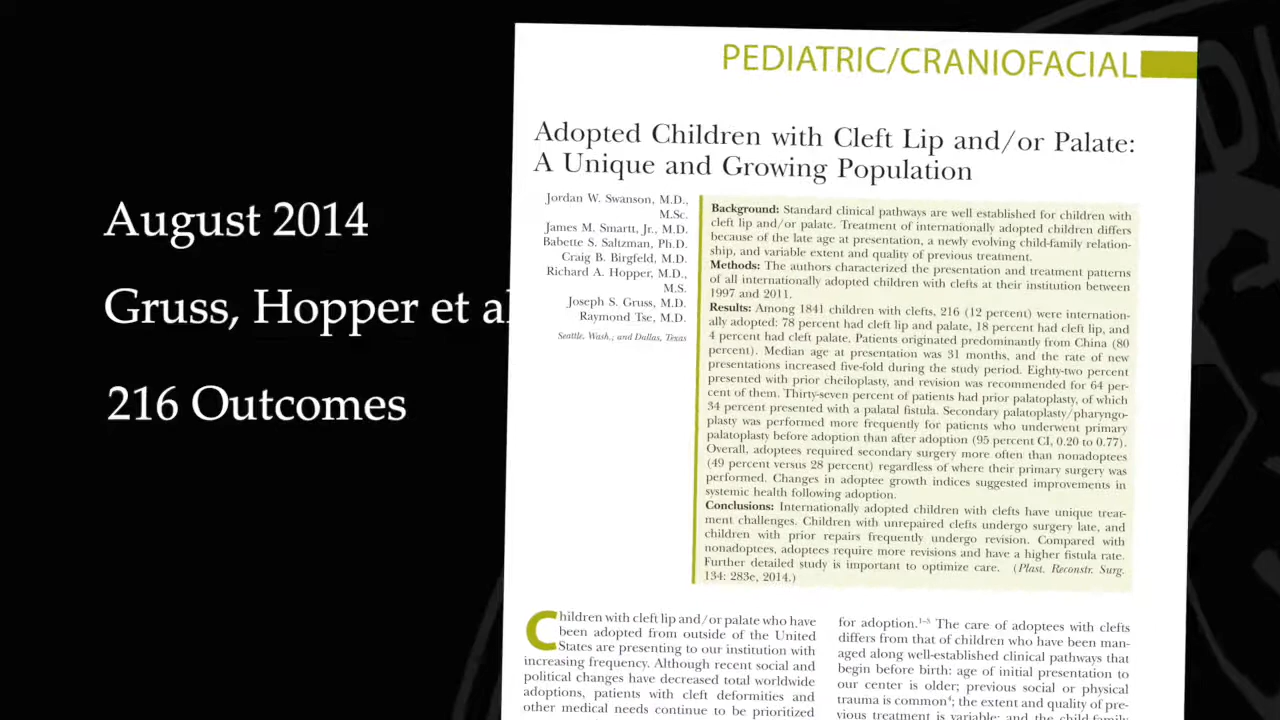 August 2014
Gruss, Hopper et a
216 Outcomes
PEDIATRIC/CRANIOFACIAL
Adopted Children with Cleft Lip and/or Palate:
A Unique and Growing Population
Jordan W. Swanson, M.D.,
M.Sc.
James M. Smartt, Jr., M.D.
Babette S. Saltzman, Ph.D.
Craig B. Birgfeld, M.D.
Richard A. Hopper, M.D.,
M.S.
Joseph S. Gruss, M.D.
Raymond Tse, M.D.
Seattle, Wash.; and Dallas, Texas
Background: Standard clinical pathways are well established for children with
cleft lip and/or palate. Treatment of internationally adopted children differs
because of the late age at presentation, a newly evolving child-family relation-
ship, and variable extent and quality of previous treatment.
Methods: The authors characterized the presentation and treatment patterns
of all internationally adopted children with clefts at their institution between
1997 and 2011.
Results: Among 1841 children with clefts, 216 (12 percent) were internation-
ally adopted: 78 percent had cleft lip and palate, 18 percent had cleft lip, and
4 percent had cleft palate. Patients originated predominantly from China (80
percent). Median age at presentation was 31 months, and the rate of new
presentations increased five-fold during the study period. Eighty-two percent
presented with prior cheiloplasty, and revision was recommended for 64 per-
cent of them. Thirty-seven percent of patients had prior palatoplasty, of which
34 percent presented with a palatal fistula. Secondary palatoplasty/pharyngo-
plasty was performed more frequently for patients who underwent primary
palatoplasty before adoption than after adoption (95 percent CI, 0.20 to 0.77).
Overall, adoptees required secondary surgery more often than nonadoptees
(49 percent versus 28 percent) regardless of where their primary surgery was
performed. Changes in adoptee growth indices suggested improvements in
systemic health following adoption.
Conclusions: Internationally adopted children with clefts have unique treat-
ment challenges. Children with unrepaired clefts undergo surgery late, and
children with prior repairs frequently undergo revision. Compared with
nonadoptees, adoptees require more revisions and have a higher fistula rate.
Further detailed study is important to optimize care. (Plast. Reconstr. Surg.
134: 283e, 2014.)
Children with cleft lip and/or palate who have
been adopted from outside of the United
States are presenting to our institution with
increasing frequency. Although recent social and
political changes have decreased total worldwide
adoptions, patients with cleft deformities and
other medical needs continue to be prioritized
for adoption.1–3 The care of adoptees with clefts
differs from that of children who have been man-
aged along well-established clinical pathways that
begin before birth: age of initial presentation to
our center is older; previous social or physical
trauma is common4; the extent and quality of pre-
vious treatment is variable; and the child-family